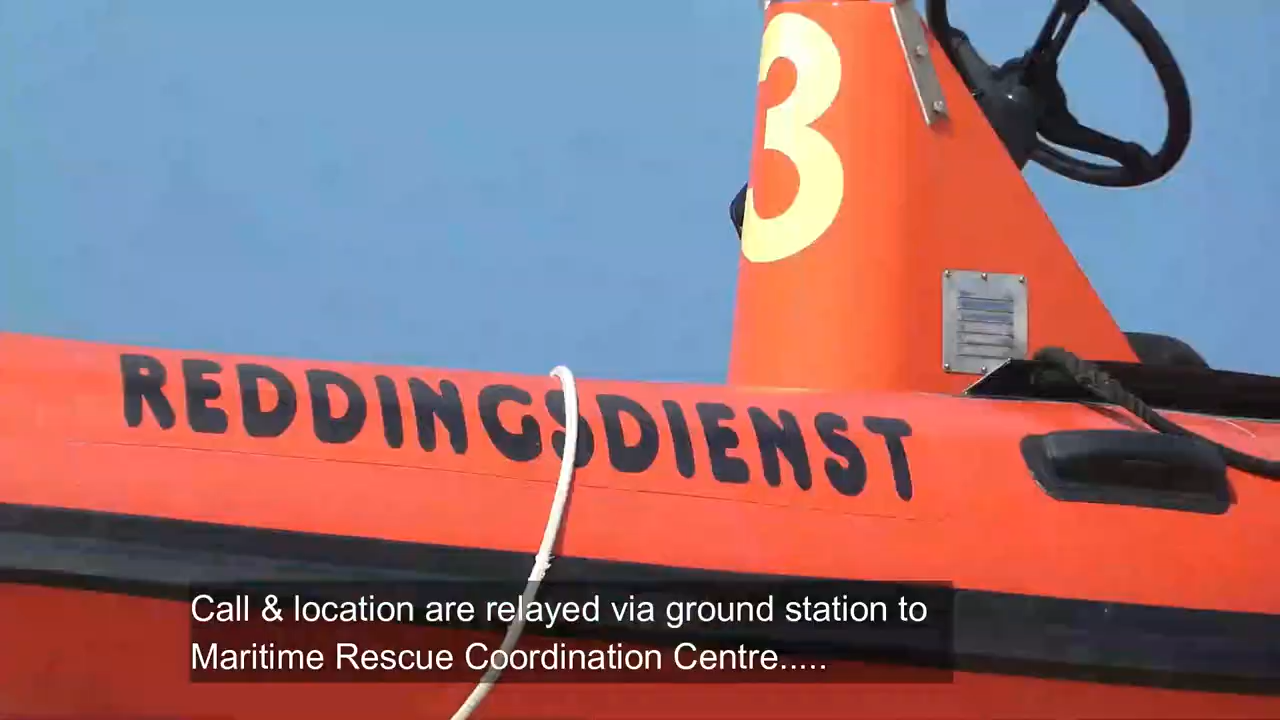 3
REDDINGSDIENST
Call & location are relayed via ground station to
Maritime Rescue Coordination Centre.....